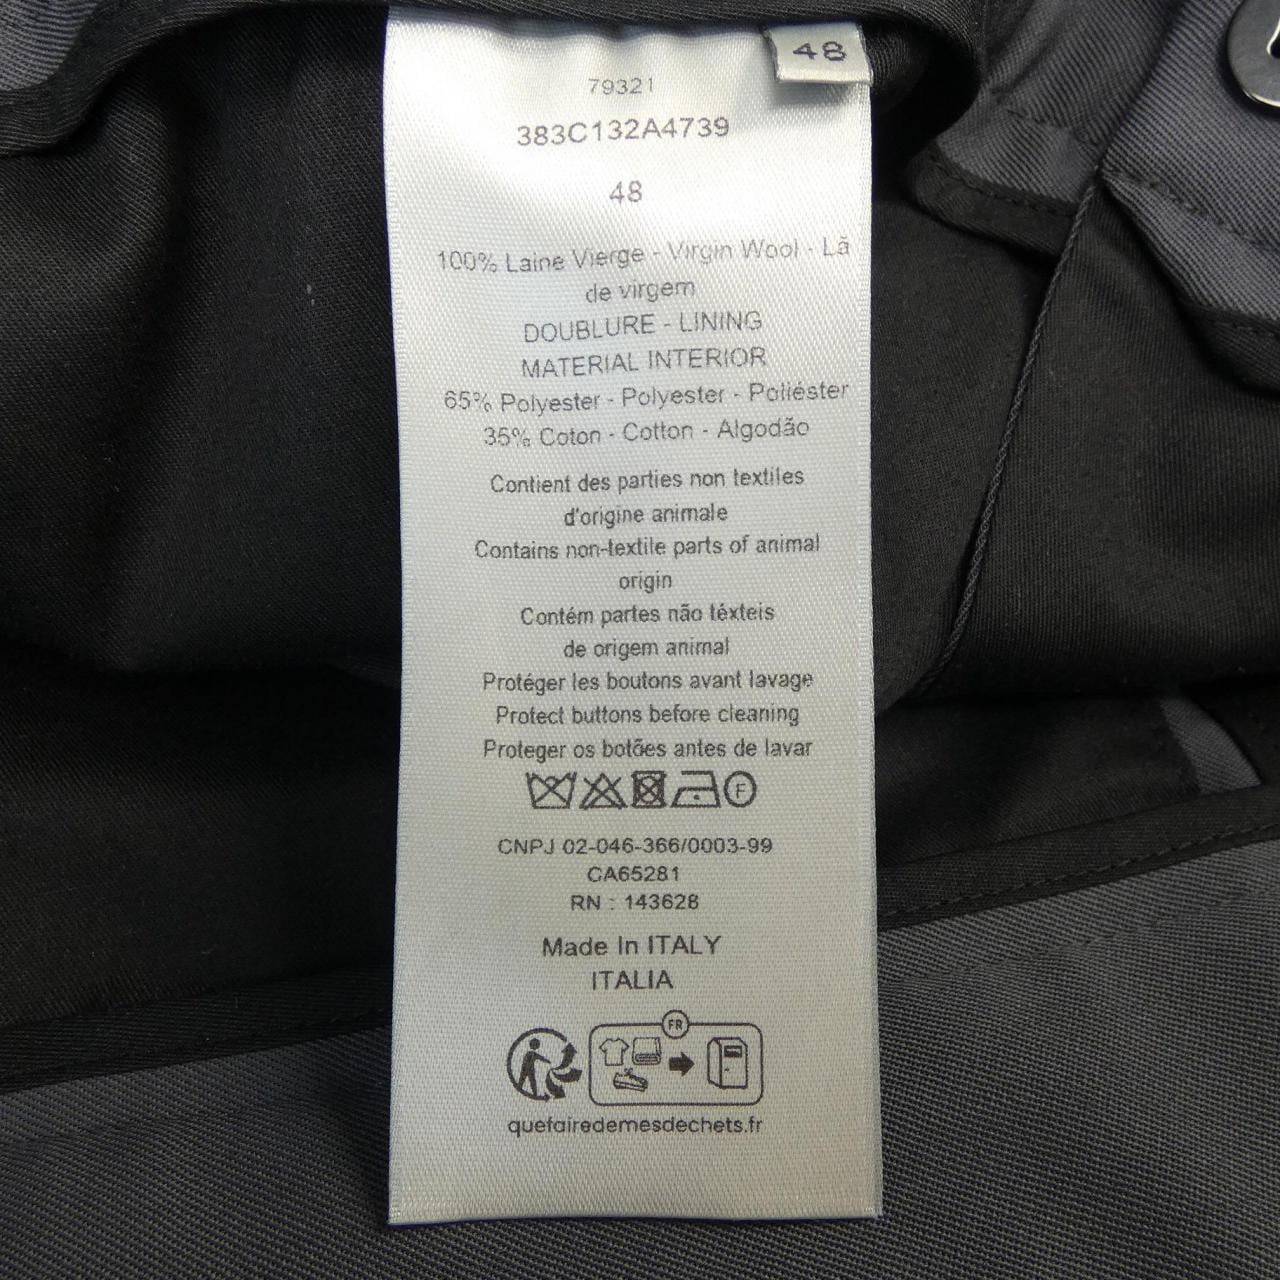 48
79321
383C132A4739
48
100% Laine Vierge - Virgin Wool - Lã
de virgem
DOUBLURE - LINING
MATERIAL INTERIOR
65% Polyester - Polyester - Poliéster
35% Coton - Cotton - Algodão
Contient des parties non textiles
d'origine animale
Contains non-textile parts of animal
origin
Contém partes não téxteis
de origem animal
Protéger les boutons avant lavage
Protect buttons before cleaning
Proteger os botões antes de lavar
F
CNPJ 02-046-366/0003-99
CA65281
RN : 143628
Made In ITALY
ITALIA
FR
quefairedemesdechets.fr